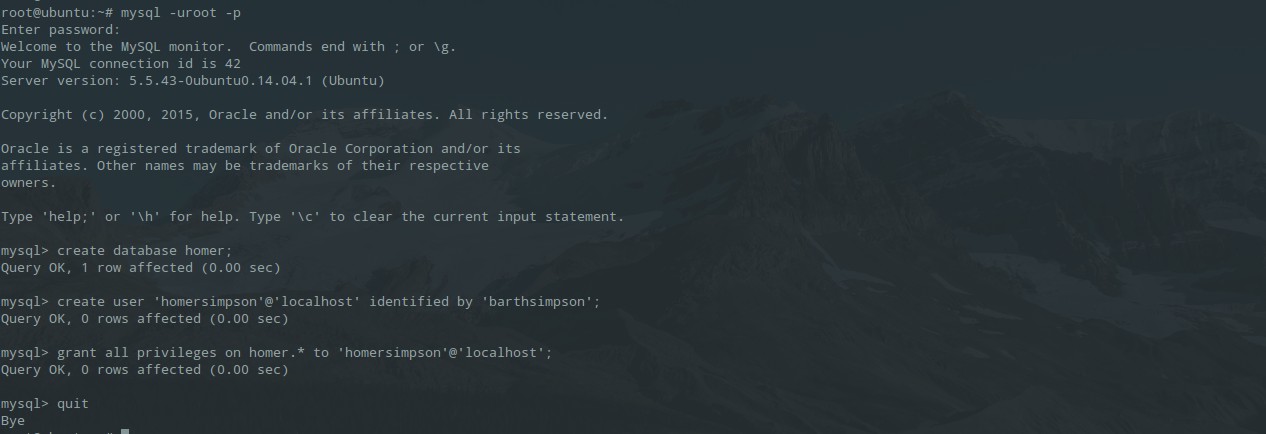 root@ubuntu:~# mysql -uroot -p
Enter password:
Welcome to the MySQL monitor.  Commands end with ; or \g.
Your MySQL connection id is 42
Server version: 5.5.43-0ubuntu0.14.04.1 (Ubuntu)
Copyright (c) 2000, 2015, Oracle and/or its affiliates. All rights reserved.
Oracle is a registered trademark of Oracle Corporation and/or its
affiliates. Other names may be trademarks of their respective
owners.
Type 'help;' or '\h' for help. Type '\c' to clear the current input statement.
mysql> create database homer;
Query OK, 1 row affected (0.00 sec)
mysql> create user 'homersimpson'@'localhost' identified by 'barthsimpson';
Query OK, 0 rows affected (0.00 sec)
mysql> grant all privileges on homer.* to 'homersimpson'@'localhost';
Query OK, 0 rows affected (0.00 sec)
mysql> quit
Bye